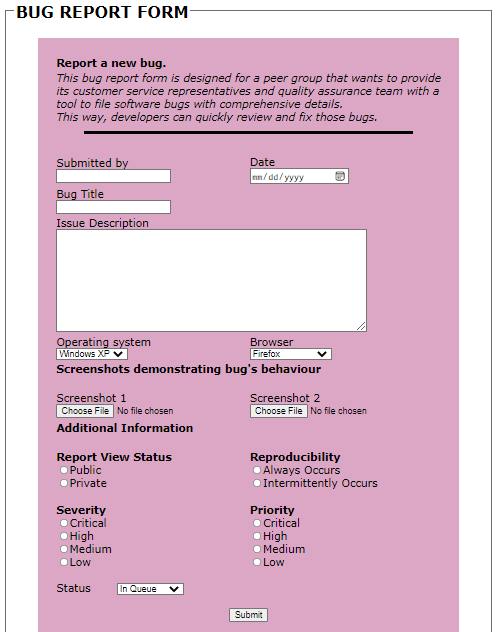 BUG REPORT FORM
Report a new bug.
This bug report form is designed for a peer group that wants to provide
its customer service representatives and quality assurance team with a
tool to file software bugs with comprehensive details.
This way, developers can quickly review and fix those bugs.
Submitted by Date
mm/dd/yyyy
Bug Title
Issue Description
Operating system Browser
Windows XP Firefox
Screenshots demonstrating bug's behaviour
Screenshot 1 Screenshot 2
Choose File No file chosen Choose File No file chosen
Additional Information
Report View Status Reproducibility
Public Always Occurs
Private Intermittently Occurs
Severity Priority
Critical Critical
High High
Medium Medium
Low Low
Status In Queue
Submit